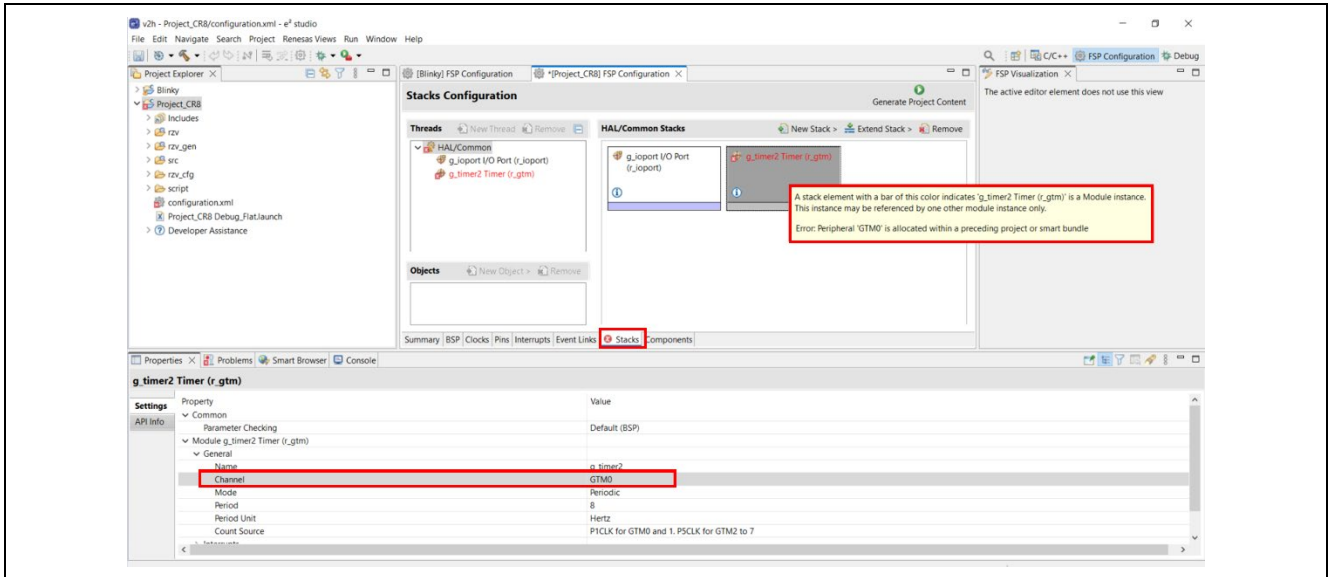 v2h - Project_CR8/configuration.xml - e² studio
File Edit Navigate Search Project Renesas Views Run Window Help
C/C++ FSP Configuration Debug
Project Explorer
Blinky
Project_CR8
Includes
rzv
rzv_gen
src
rzv_cfg
script
configuration.xml
Project_CR8 Debug_Flat.launch
Developer Assistance
[Blinky] FSP Configuration *[Project_CR8] FSP Configuration
Stacks Configuration
Generate Project Content
Threads New Thread Remove
HAL/Common
g_ioport I/O Port (r_ioport)
g_timer2 Timer (r_gtm)
Objects New Object > Remove
HAL/Common Stacks New Stack > Extend Stack > Remove
g_ioport I/O Port
(r_ioport)
g_timer2 Timer (r_gtm)
A stack element with a bar of this color indicates 'g_timer2 Timer (r_gtm)' is a Module instance.
This instance may be referenced by one other module instance only.
Error: Peripheral 'GTM0' is allocated within a preceding project or smart bundle
Summary BSP Clocks Pins Interrupts Event Links Stacks Components
FSP Visualization
The active editor element does not use this view
Properties Problems Smart Browser Console
g_timer2 Timer (r_gtm)
Settings
API Info
Property Value
Common
Parameter Checking Default (BSP)
Module g_timer2 Timer (r_gtm)
General
Name g_timer2
Channel GTM0
Mode Periodic
Period 8
Period Unit Hertz
Count Source P1CLK for GTM0 and 1. P5CLK for GTM2 to 7